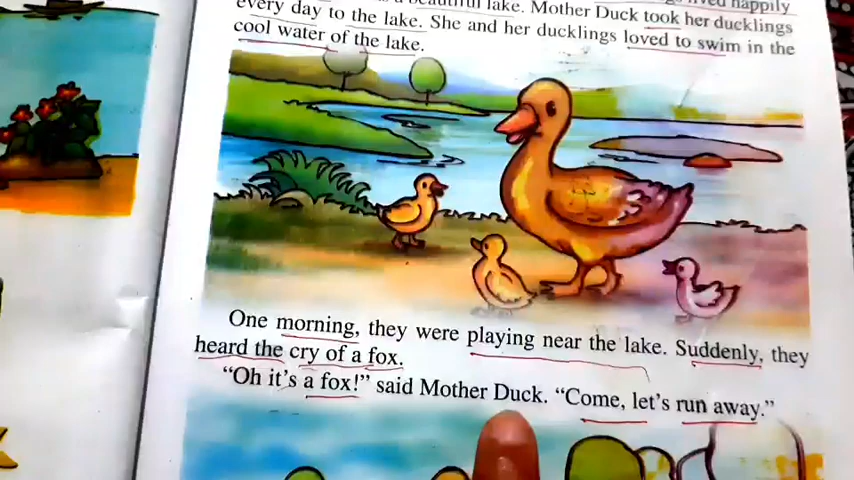 lived happily
beautiful lake. Mother Duck took her ducklings
every day to the lake. She and her ducklings loved to swim in the
cool water of the lake.
One morning, they were playing near the lake. Suddenly, they
heard the cry of a fox.
“Oh it’s a fox!” said Mother Duck. “Come, let’s run away.”